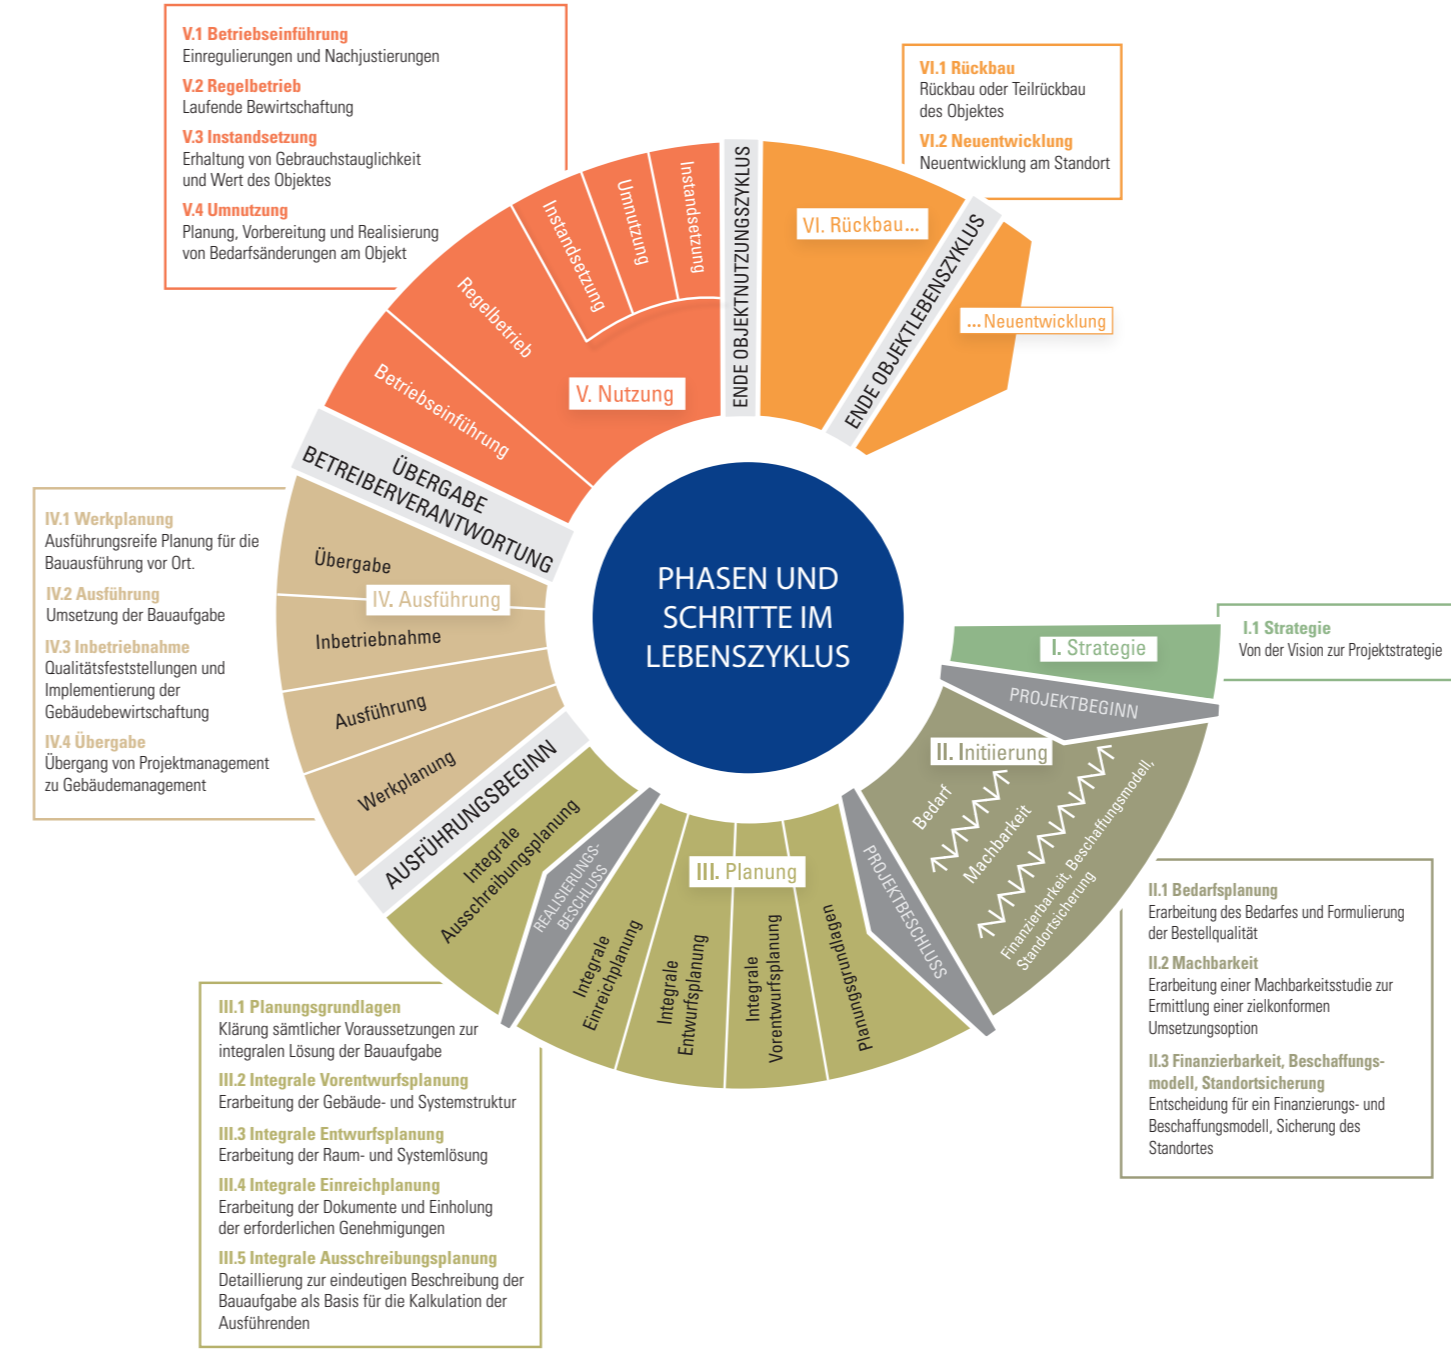 V.1 Betriebseinführung
Einregulierungen und Nachjustierungen
V.2 Regelbetrieb
Laufende Bewirtschaftung
V.3 Instandsetzung
Erhaltung von Gebrauchstauglichkeit
und Wert des Objektes
V.4 Umnutzung
Planung, Vorbereitung und Realisierung
von Bedarfsänderungen am Objekt
VI.1 Rückbau
Rückbau oder Teilrückbau
des Objektes
VI.2 Neuentwicklung
Neuentwicklung am Standort
Betriebseinführung
Regelbetrieb
Instandsetzung
Umnutzung
Instandsetzung
V. Nutzung
ENDE OBJEKTNUTZUNGSZYKLUS
VI. Rückbau...
ENDE OBJEKTLEBENSZYKLUS
... Neuentwicklung
ÜBERGABE
BETREIBERVERANTWORTUNG
PHASEN UND
SCHRITTE IM
LEBENSZYKLUS
IV.1 Werkplanung
Ausführungsreife Planung für die
Bauausführung vor Ort.
IV.2 Ausführung
Umsetzung der Bauaufgabe
IV.3 Inbetriebnahme
Qualitätsfeststellungen und
Implementierung der
Gebäudebewirtschaftung
IV.4 Übergabe
Übergang von Projektmanagement
zu Gebäudemanagement
Übergabe
IV. Ausführung
Inbetriebnahme
Ausführung
Werkplanung
AUSFÜHRUNGSBEGINN
I. Strategie
I.1 Strategie
Von der Vision zur Projektstrategie
PROJEKTBEGINN
II. Initiierung
Bedarf
Machbarkeit
Finanzierbarkeit, Beschaffungsmodell,
Standortsicherung
PROJEKTBESCHLUSS
III. Planung
Planungsgrundlagen
Integrale
Vorentwurfsplanung
Integrale
Entwurfsplanung
Integrale
Einreichplanung
REALISIERUNGS-
BESCHLUSS
Integrale
Ausschreibungsplanung
II.1 Bedarfsplanung
Erarbeitung des Bedarfes und Formulierung
der Bestellqualität
II.2 Machbarkeit
Erarbeitung einer Machbarkeitsstudie zur
Ermittlung einer zielkonformen
Umsetzungsoption
II.3 Finanzierbarkeit, Beschaffungs-
modell, Standortsicherung
Entscheidung für ein Finanzierungs- und
Beschaffungsmodell, Sicherung des
Standortes
III.1 Planungsgrundlagen
Klärung sämtlicher Voraussetzungen zur
integralen Lösung der Bauaufgabe
III.2 Integrale Vorentwurfsplanung
Erarbeitung der Gebäude- und Systemstruktur
III.3 Integrale Entwurfsplanung
Erarbeitung der Raum- und Systemlösung
III.4 Integrale Einreichplanung
Erarbeitung der Dokumente und Einholung
der erforderlichen Genehmigungen
III.5 Integrale Ausschreibungsplanung
Detaillierung zur eindeutigen Beschreibung der
Bauaufgabe als Basis für die Kalkulation der
Ausführenden